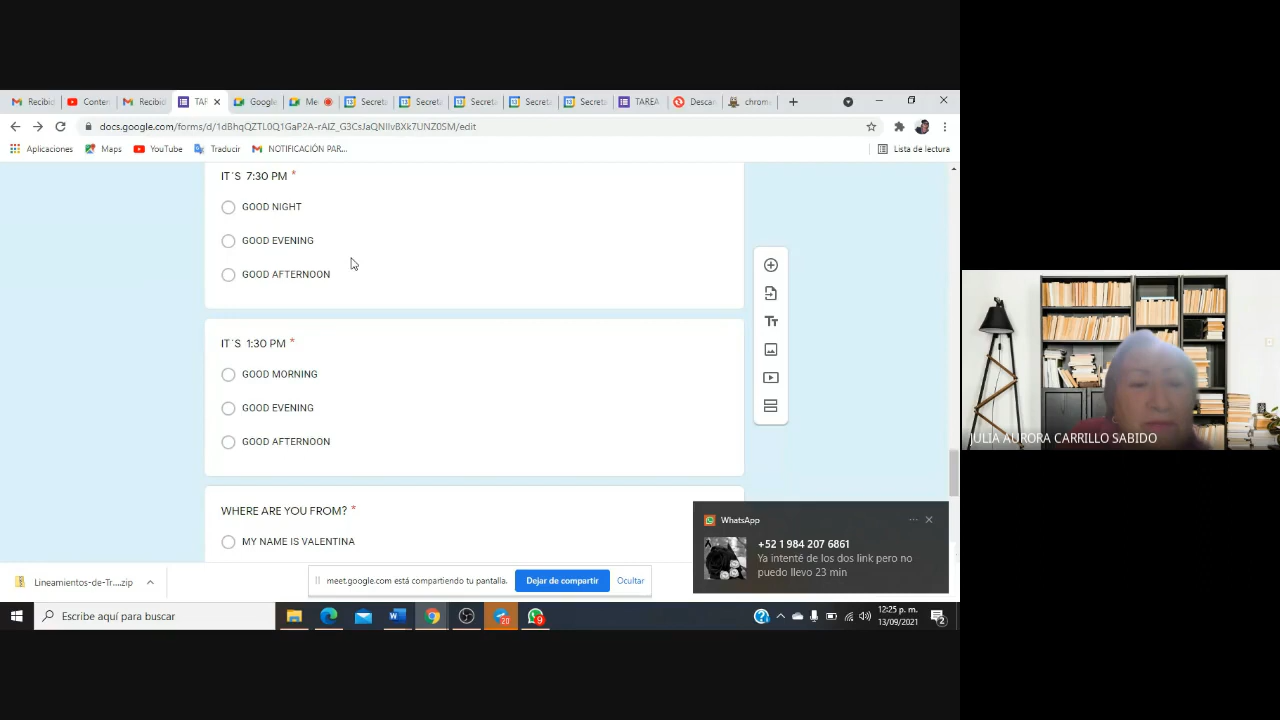 Recibid
Conten
Recibid
TAF
Google
Me
Secreta
Secreta
Secreta
Secreta
Secreta
TAREA
Descar
chrom
docs.google.com/forms/d/1dBhqQZTL0Q1GaP2A-rAIZ_G3CsJaQNIIvBXk7UNZ0SM/edit
Aplicaciones
Maps
YouTube
Traducir
NOTIFICACIÓN PAR...
Lista de lectura
IT´S 7:30 PM *
GOOD NIGHT
GOOD EVENING
GOOD AFTERNOON
IT´S 1:30 PM *
GOOD MORNING
GOOD EVENING
GOOD AFTERNOON
WHERE ARE YOU FROM? *
MY NAME IS VALENTINA
JULIA AURORA CARRILLO SABIDO
WhatsApp
+52 1 984 207 6861
Ya intenté de los dos link pero no
puedo llevo 23 min
Lineamientos-de-Tr....zip
meet.google.com está compartiendo tu pantalla.
Dejar de compartir
Ocultar
Escribe aquí para buscar
20
9
12:25 p. m.
13/09/2021
2